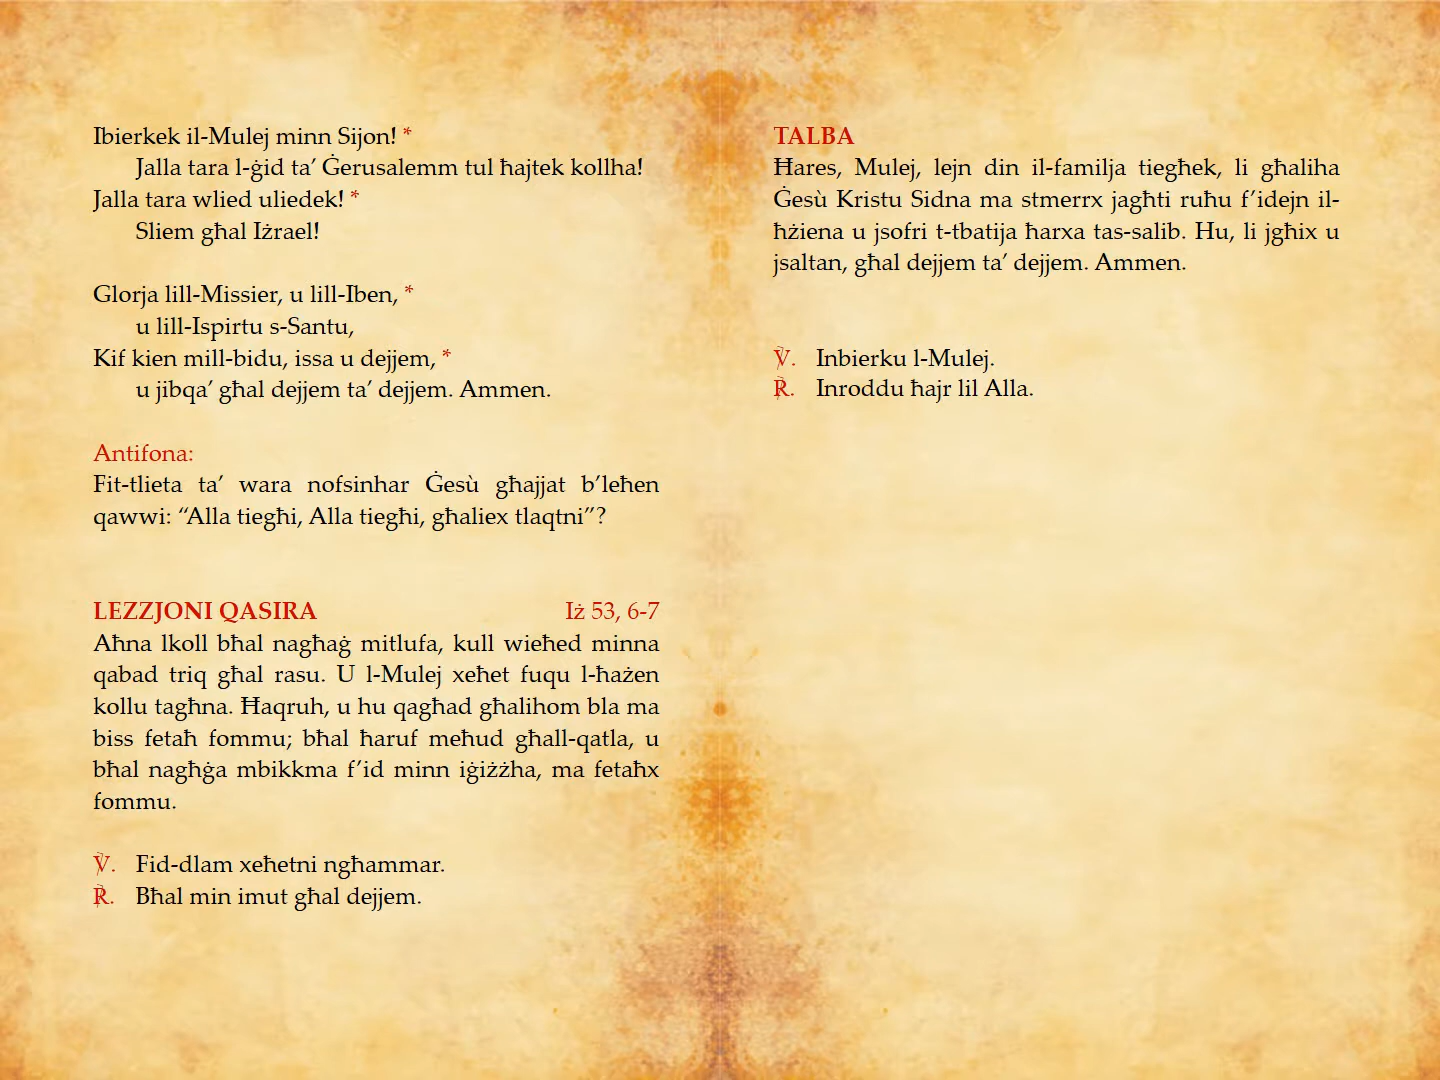 Ibierkek il-Mulej minn Sijon! *
Jalla tara l-ġid ta’ Ġerusalemm tul ħajtek kollha!
Jalla tara wlied uliedek! *
Sliem għal Iżrael!
Glorja lill-Missier, u lill-Iben, *
u lill-Ispirtu s-Santu,
Kif kien mill-bidu, issa u dejjem, *
u jibqa’ għal dejjem ta’ dejjem. Ammen.
Antifona:
Fit-tlieta ta’ wara nofsinhar Ġesù għajjat b’leħen
qawwi: “Alla tiegħi, Alla tiegħi, għaliex tlaqtni”?
LEZZJONI QASIRA Iż 53, 6-7
Aħna lkoll bħal nagħaġ mitlufa, kull wieħed minna
qabad triq għal rasu. U l-Mulej xeħet fuqu l-ħażen
kollu tagħna. Ħaqruh, u hu qagħad għalihom bla ma
biss fetaħ fommu; bħal ħaruf meħud għall-qatla, u
bħal nagħġa mbikkma f’id minn iġiżżha, ma fetaħx
fommu.
℣. Fid-dlam xeħetni ngħammar.
℟. Bħal min imut għal dejjem.
TALBA
Ħares, Mulej, lejn din il-familja tiegħek, li għaliha
Ġesù Kristu Sidna ma stmerrx jagħti ruħu f’idejn il-
ħżiena u jsofri t-tbatija ħarxa tas-salib. Hu, li jgħix u
jsaltan, għal dejjem ta’ dejjem. Ammen.
℣. Inbierku l-Mulej.
℟. Inroddu ħajr lil Alla.